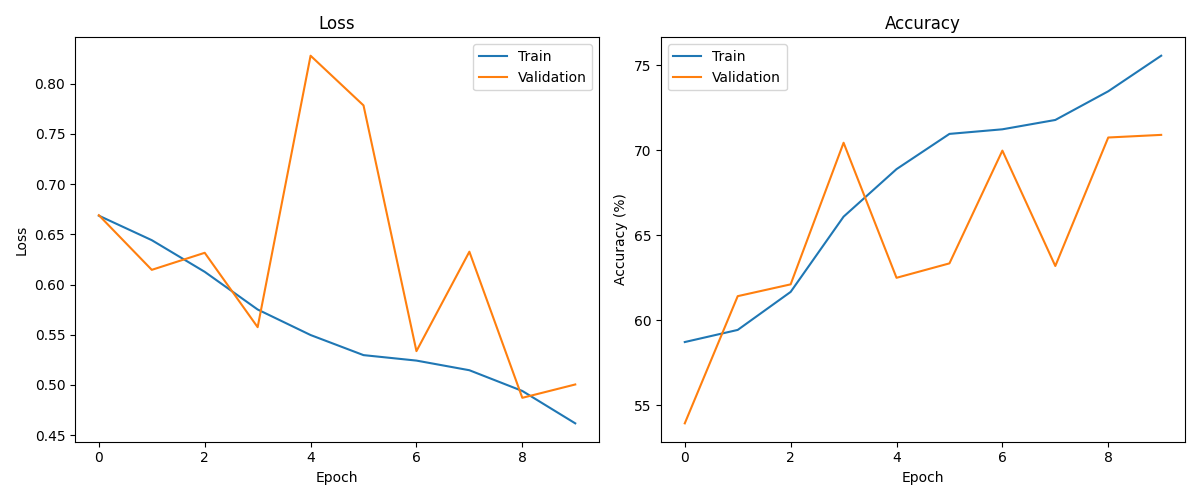 Loss
Train
Validation
Loss
0.80
0.75
0.70
0.65
0.60
0.55
0.50
0.45
0 2 4 6 8
Epoch
Accuracy
Train
Validation
Accuracy (%)
75
70
65
60
55
0 2 4 6 8
Epoch